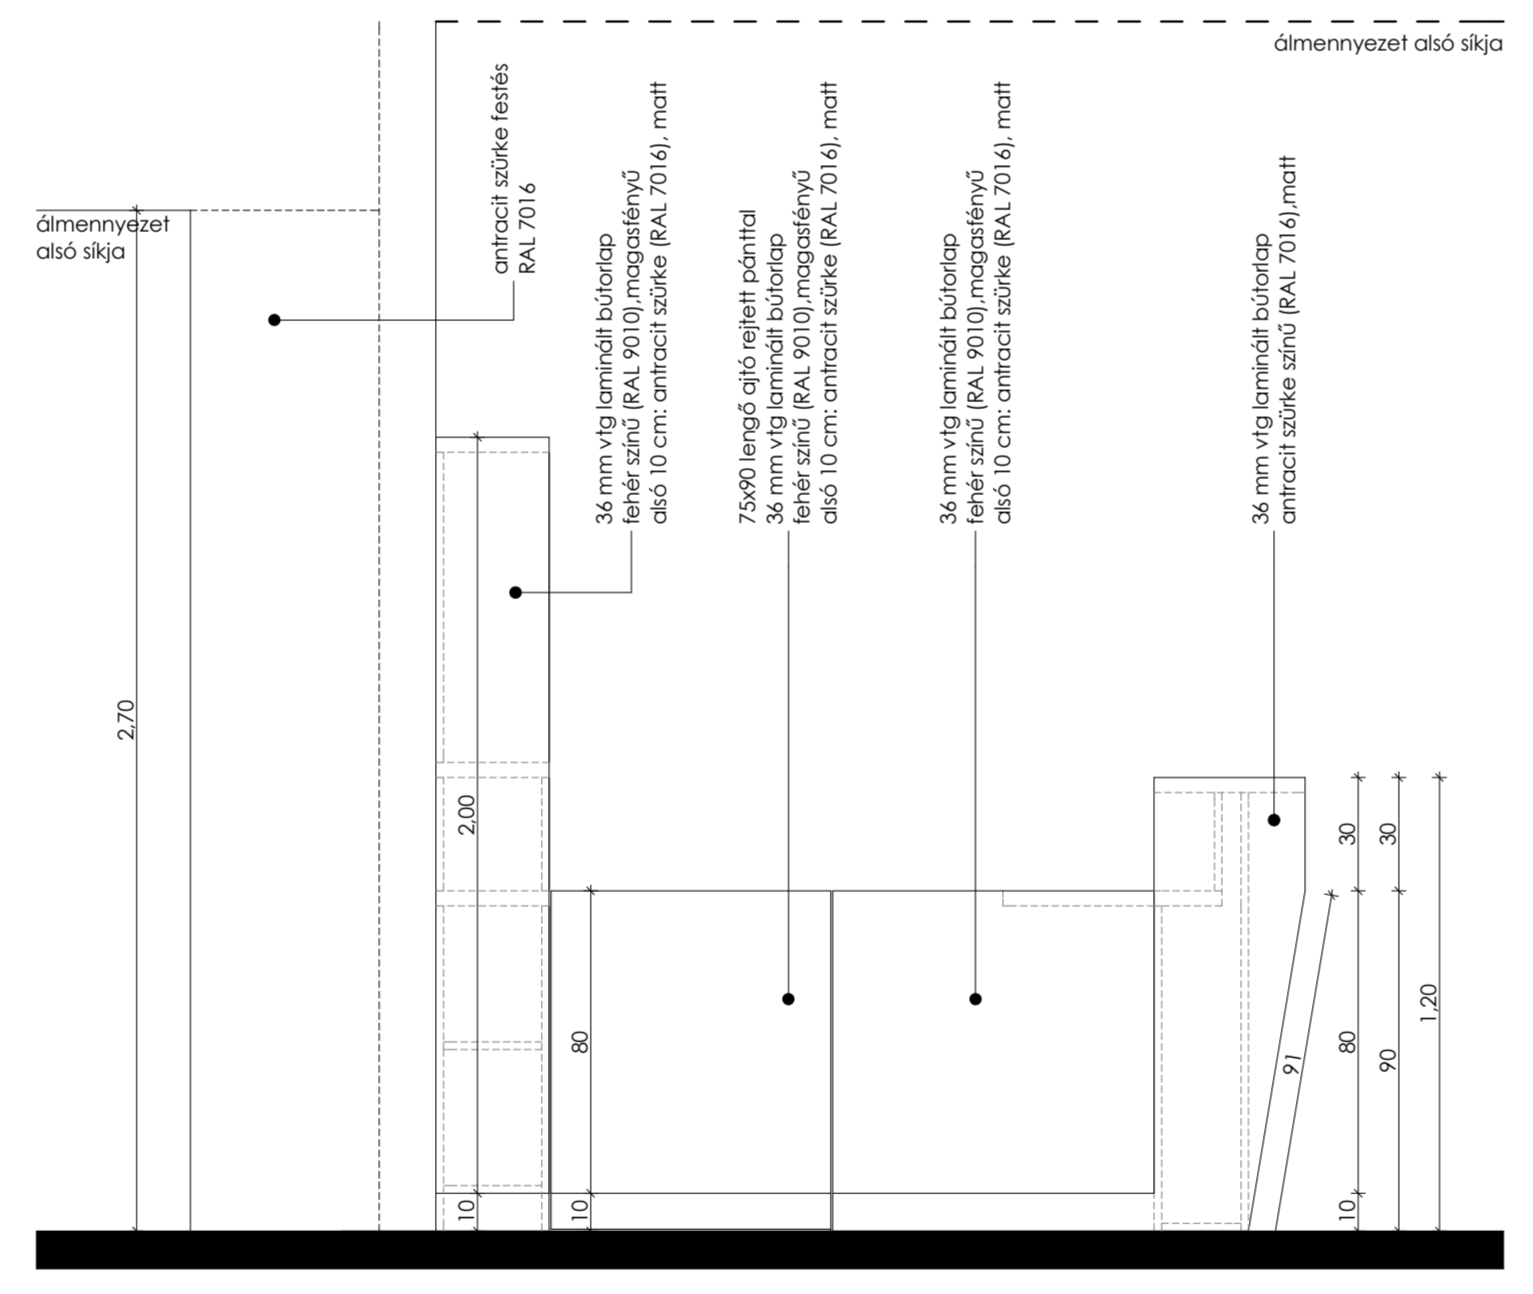 álmennyezet alsó síkja
álmennyezet
alsó síkja
antracit szürke festés
RAL 7016
36 mm vtg laminált bútorlap
fehér színű (RAL 9010),magasfényű
alsó 10 cm: antracit szürke (RAL 7016), matt
75x90 lengő ajtó rejtett pánttal
36 mm vtg laminált bútorlap
fehér színű (RAL 9010),magasfényű
alsó 10 cm: antracit szürke (RAL 7016), matt
36 mm vtg laminált bútorlap
fehér színű (RAL 9010),magasfényű
alsó 10 cm: antracit szürke (RAL 7016), matt
36 mm vtg laminált bútorlap
antracit szürke színű (RAL 7016),matt
2,70
2,00
10
80
10
91
30
80
10
30
90
1,20